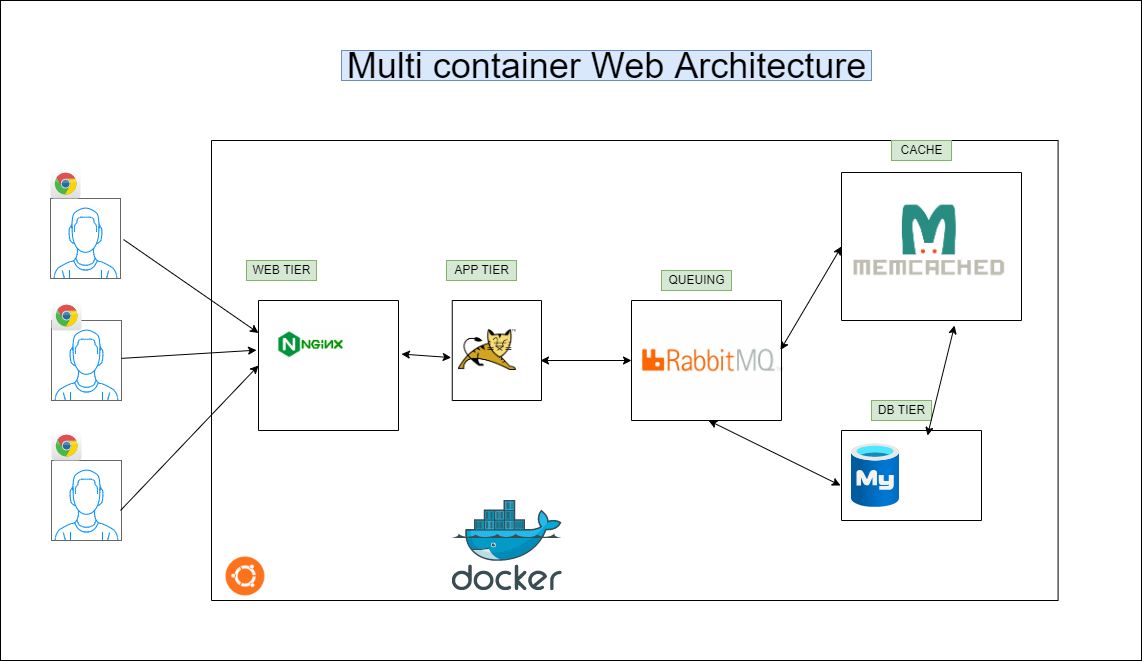 Multi container Web Architecture
CACHE
MEMCACHED
WEB TIER
APP TIER
QUEUING
NGiNX
RabbitMQ
DB TIER
My
docker